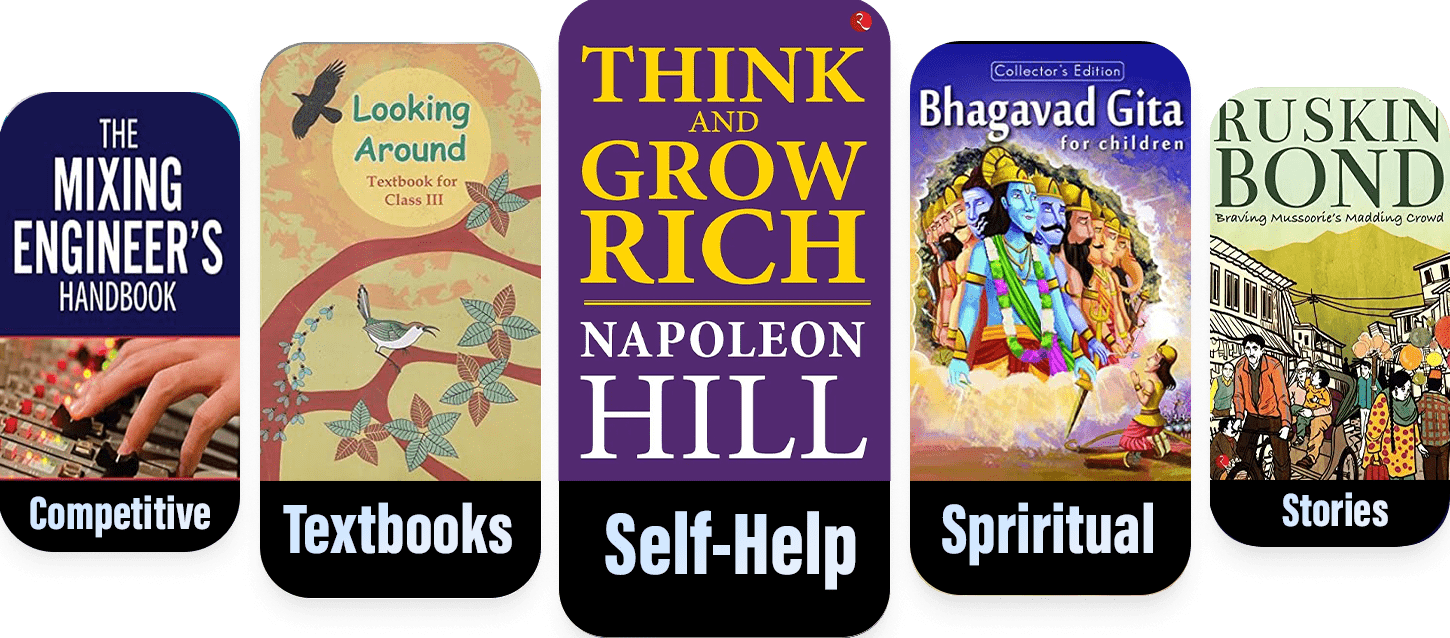 THE
MIXING
ENGINEER'S
HANDBOOK
Competitive
Looking
Around
Textbook for
Class III
Textbooks
THINK
AND
GROW
RICH
NAPOLEON
HILL
Self-Help
Collector's Edition
Bhagavad Gita
for children
Spriritual
RUSKIN
BOND
Braving Mussoorie's Madding Crowd
Stories